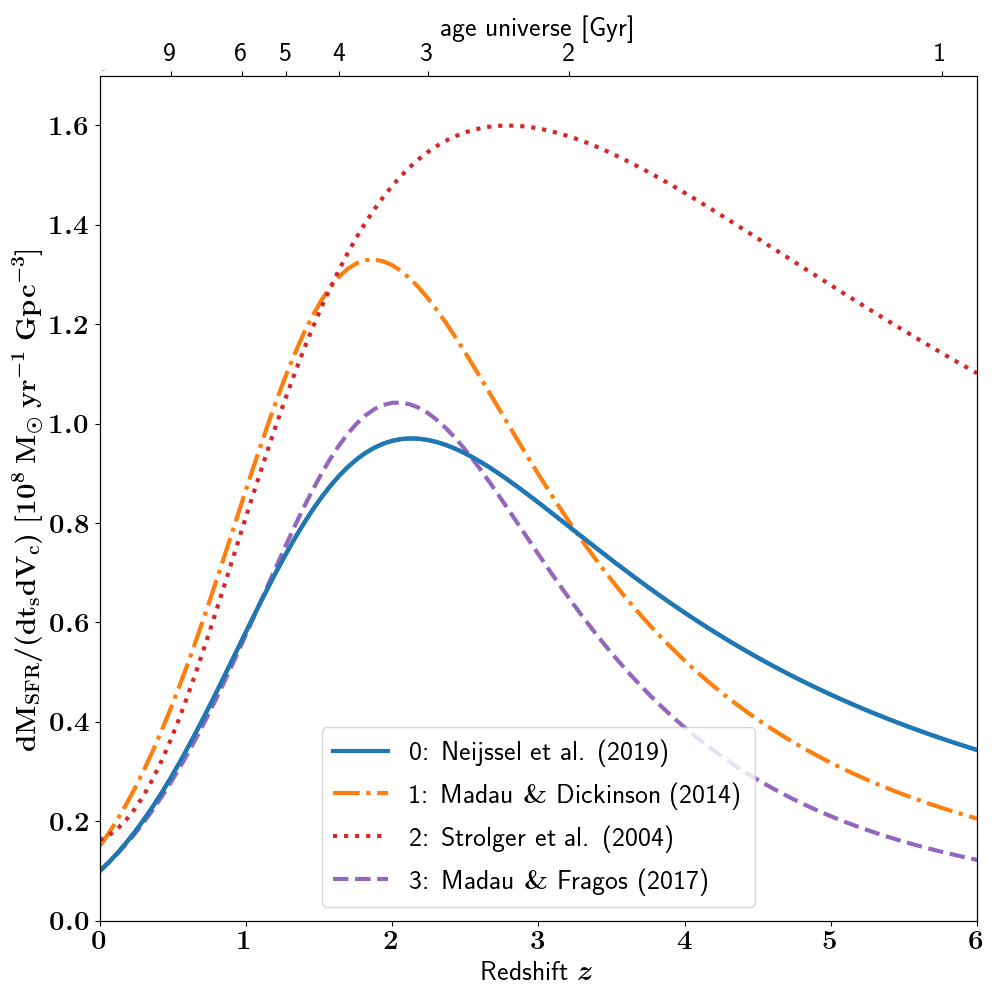 age universe [Gyr]
9 6 5 4 3 2 1
1.6
1.4
1.2
1.0
0.8
0.6
0.4
0.2
0.0
dM_SFR/(dt_s dV_c) [10^8 M_⊙ yr^−1 Gpc^−3]
0: Neijssel et al. (2019)
1: Madau & Dickinson (2014)
2: Strolger et al. (2004)
3: Madau & Fragos (2017)
0 1 2 3 4 5 6
Redshift z